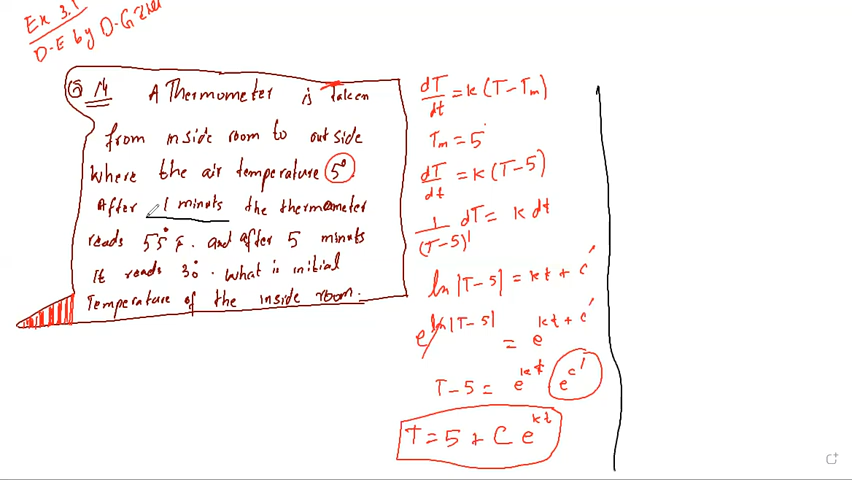 Ex 3.1
D-E by D-G Zill
Q 14 A Thermometer is Taken
from inside room to outside
where the air temperature 5°
After 1 minuts the thermometer
reads 55° F. and after 5 minuts
It reads 30°. what is initial
Temperature of the inside room.
dT/dt = k(T-Tm)
Tm = 5°
dT/dt = k(T-5)
1/(T-5)' dT = k dt
ln|T-5| = kt + c'
e^ln|T-5| = e^kt + c'
T-5 = e^kt e^c'
T = 5 + C e^kt